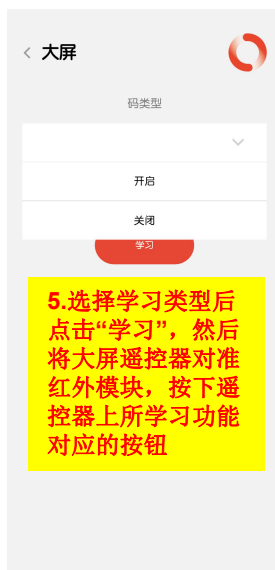 大屏
码类型
开启
关闭
学习
5.选择学习类型后
点击“学习”，然后
将大屏遥控器对准
红外模块，按下遥
控器上所学习功能
对应的按钮